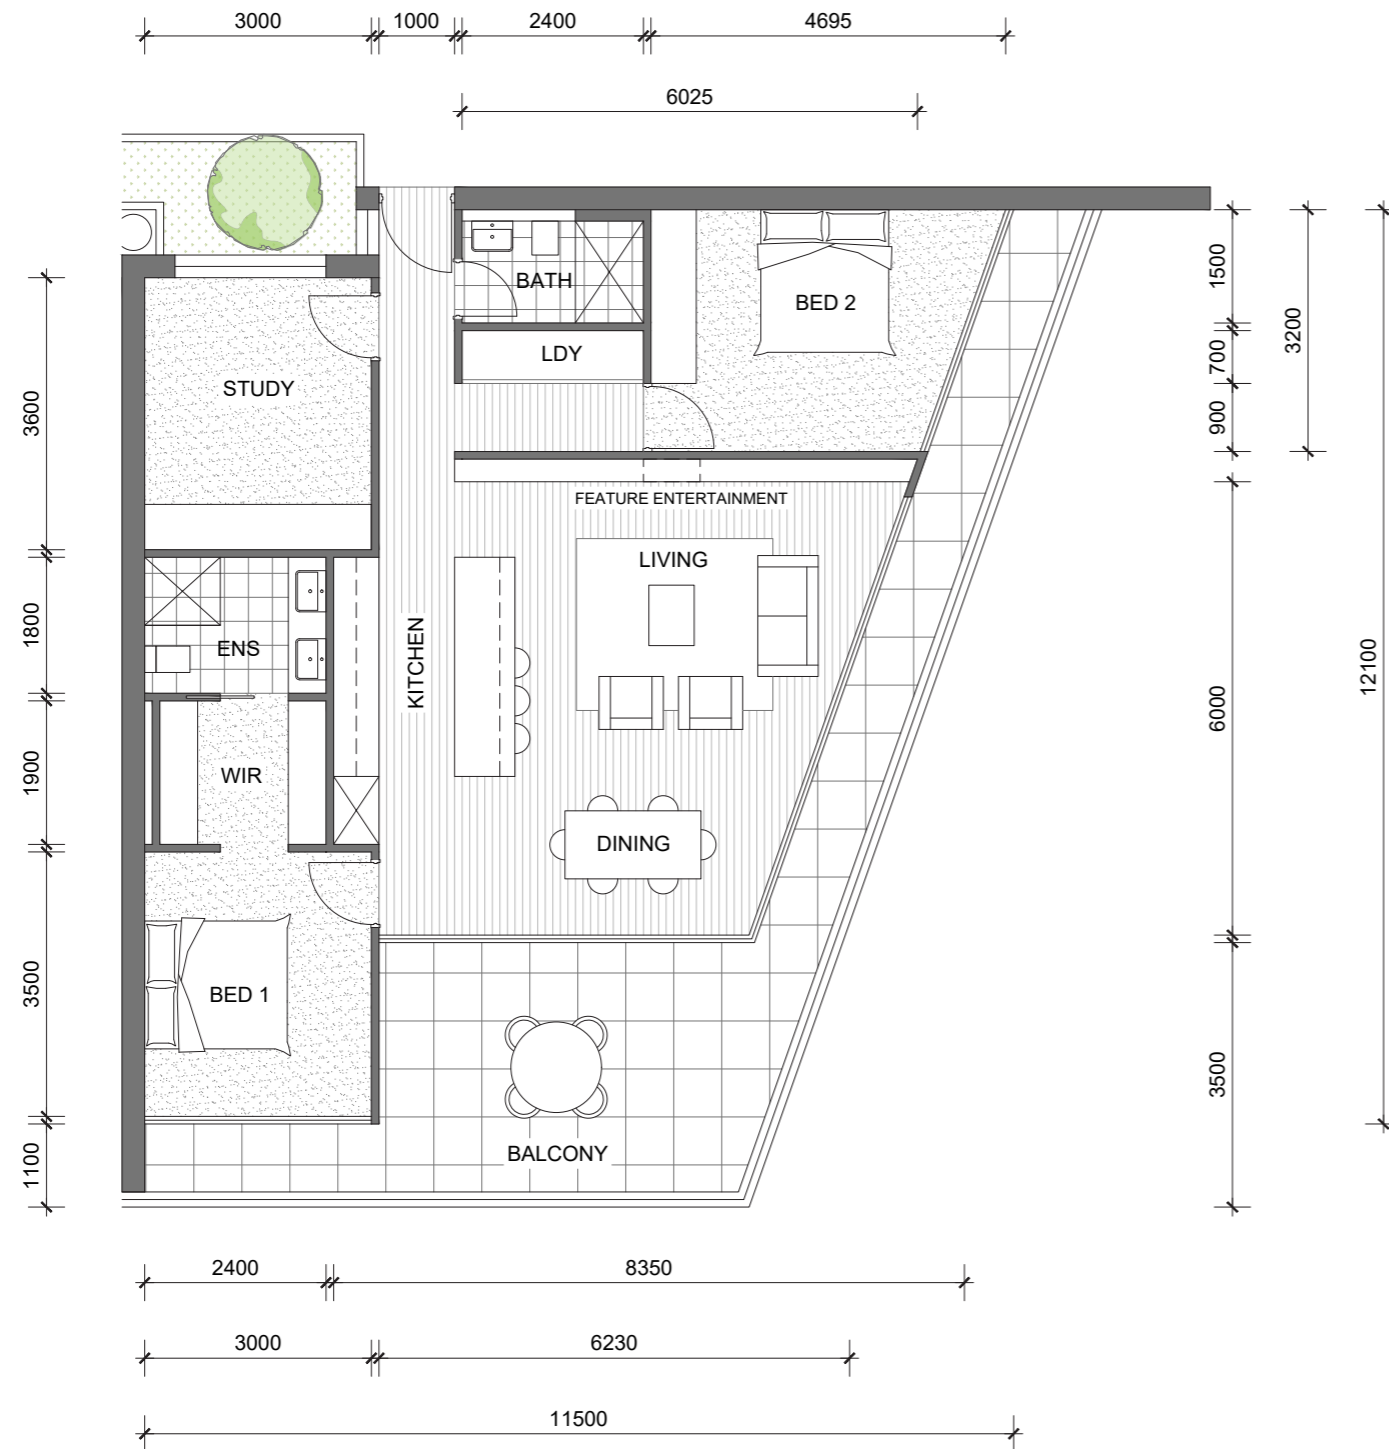 3000 1000 2400 4695
6025
BATH
BED 2
LDY
STUDY
FEATURE ENTERTAINMENT
LIVING
KITCHEN
ENS
WIR
DINING
BED 1
BALCONY
3600
1800
1900
3500
1100
1500
700
900
3200
6000
3500
12100
2400 8350
3000 6230
11500